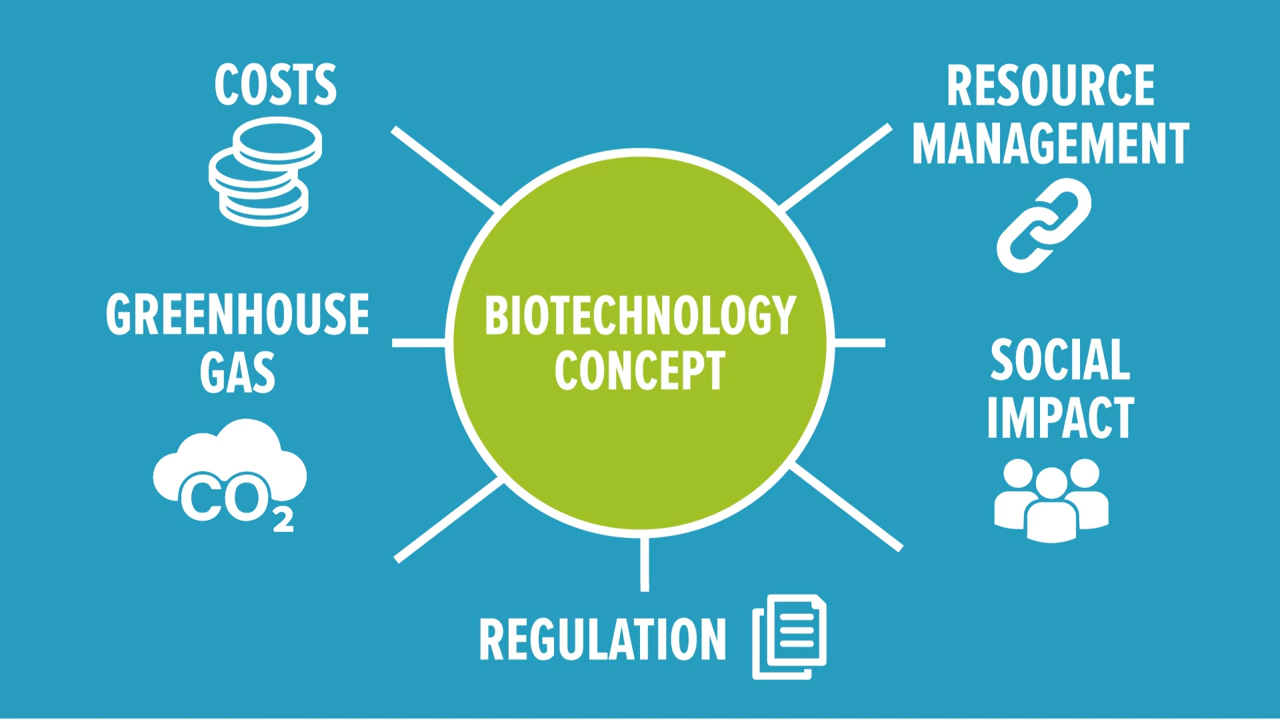 COSTS
RESOURCE
MANAGEMENT
GREENHOUSE
GAS
CO₂
BIOTECHNOLOGY
CONCEPT
SOCIAL
IMPACT
REGULATION